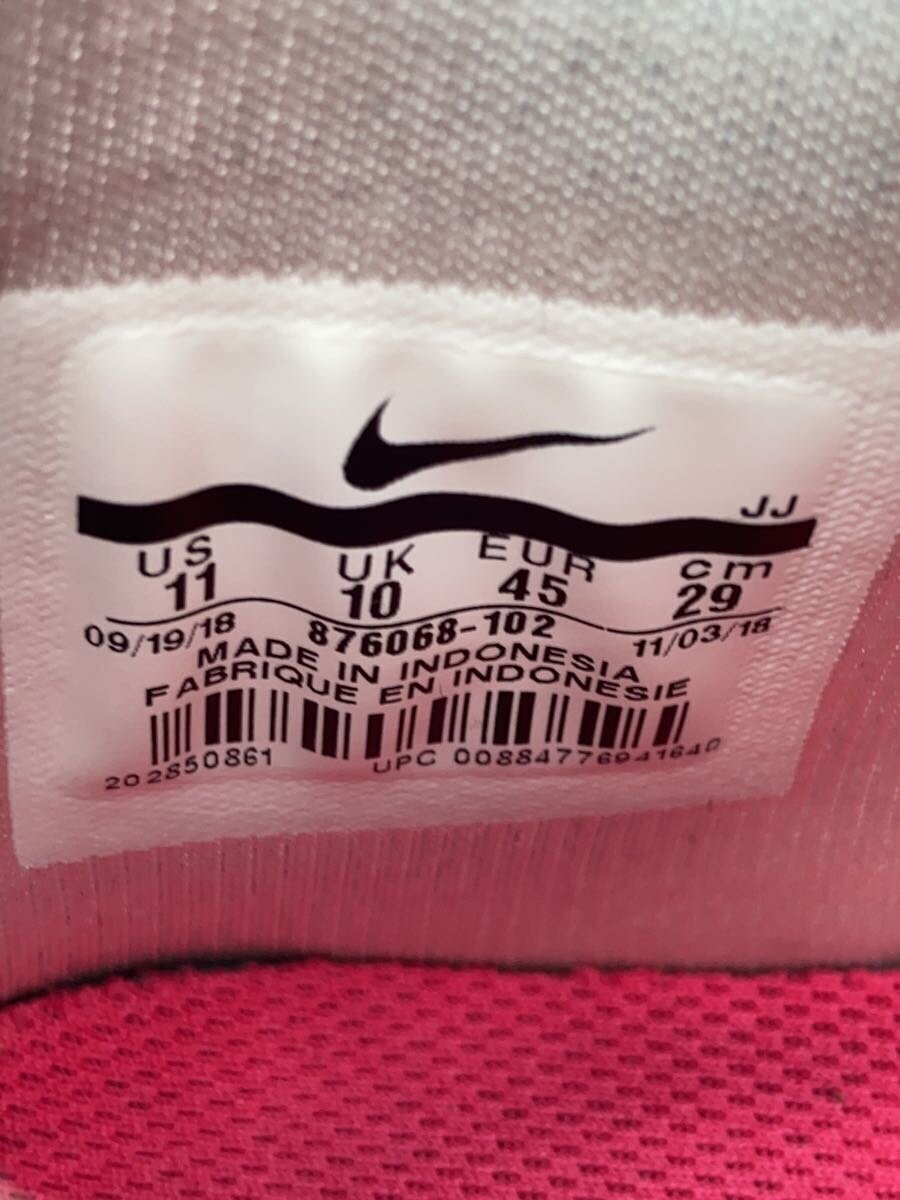 JJ
US UK EUR cm
11 10 45 29
09/19/18 876068-102 11/03/18
MADE IN INDONESIA
FABRIQUE EN INDONESIE
202850861 UPC 00884776941640